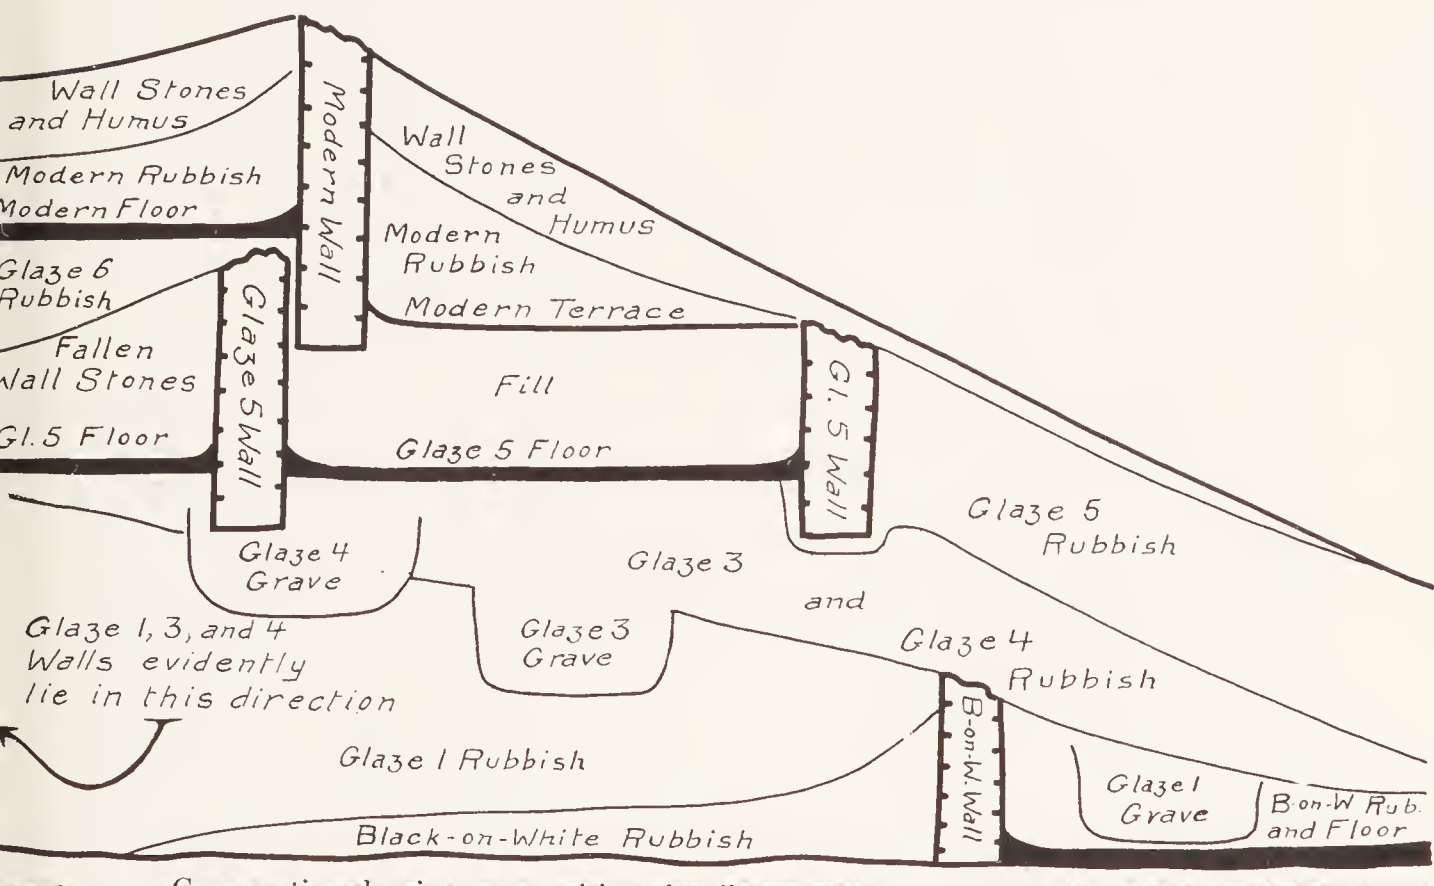 Wall Stones
and Humus
Modern Rubbish
Modern Floor
Modern Wall
Wall
Stones
and
Humus
Modern
Rubbish
Modern Terrace
Glaze 6
Rubbish
Fallen
Wall Stones
Gl. 5 Floor
Glaze 5 Wall
Fill
Glaze 5 Floor
Gl. 5 Wall
Glaze 5
Rubbish
Glaze 4
Grave
Glaze 3
and
Glaze 4
Rubbish
Glaze 3
Grave
Glaze 1, 3, and 4
Walls evidently
lie in this direction
Glaze 1 Rubbish
Black-on-White Rubbish
B-on-W. Wall
Glaze 1
Grave
B-on-W Rub.
and Floor